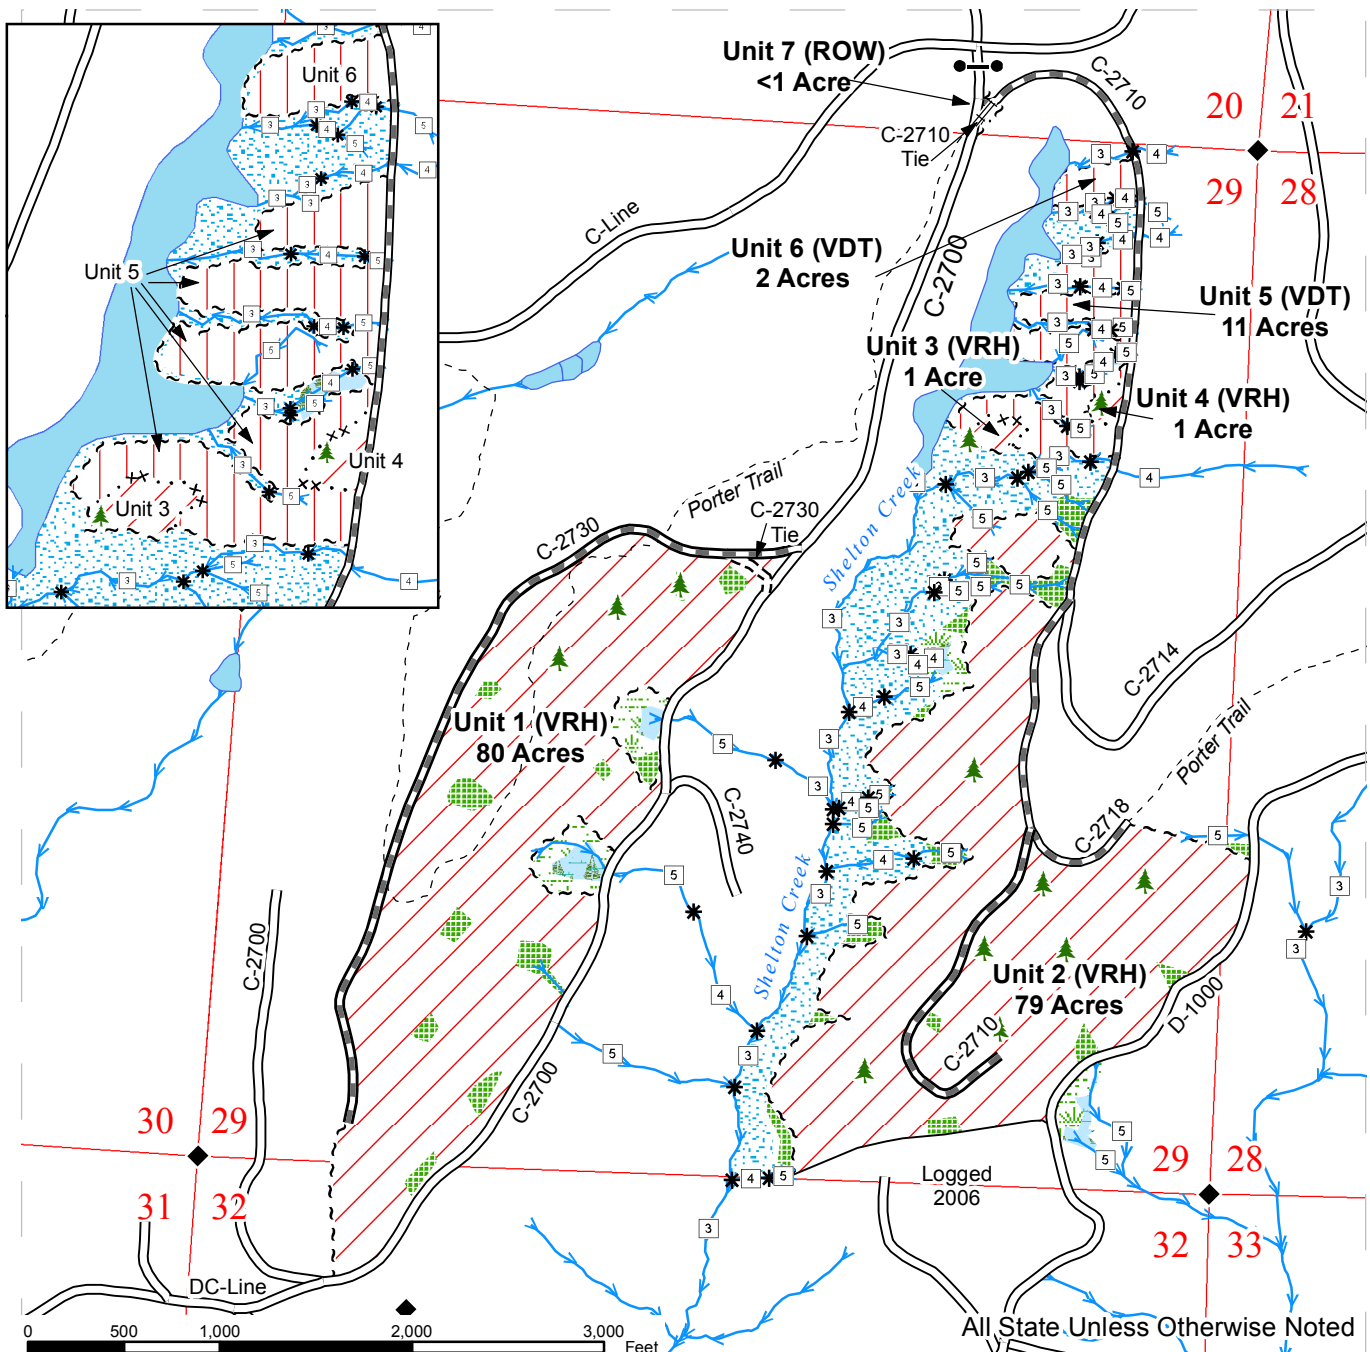 Unit 6
Unit 5
Unit 4
Unit 3
Unit 7 (ROW)
<1 Acre
C-2710
C-2710
Tie
20
21
29
28
C-Line
C-2700
Unit 6 (VDT)
2 Acres
Unit 5 (VDT)
11 Acres
Unit 3 (VRH)
1 Acre
Unit 4 (VRH)
1 Acre
Porter Trail
Shelton Creek
C-2730
C-2730
Tie
C-2714
Unit 1 (VRH)
80 Acres
Porter Trail
C-2740
C-2718
Shelton Creek
C-2700
Unit 2 (VRH)
79 Acres
D-1000
C-2710
C-2700
30
29
31
32
Logged
2006
29
28
32
33
DC-Line
0
500
1,000
2,000
3,000
Feet
All State Unless Otherwise Noted